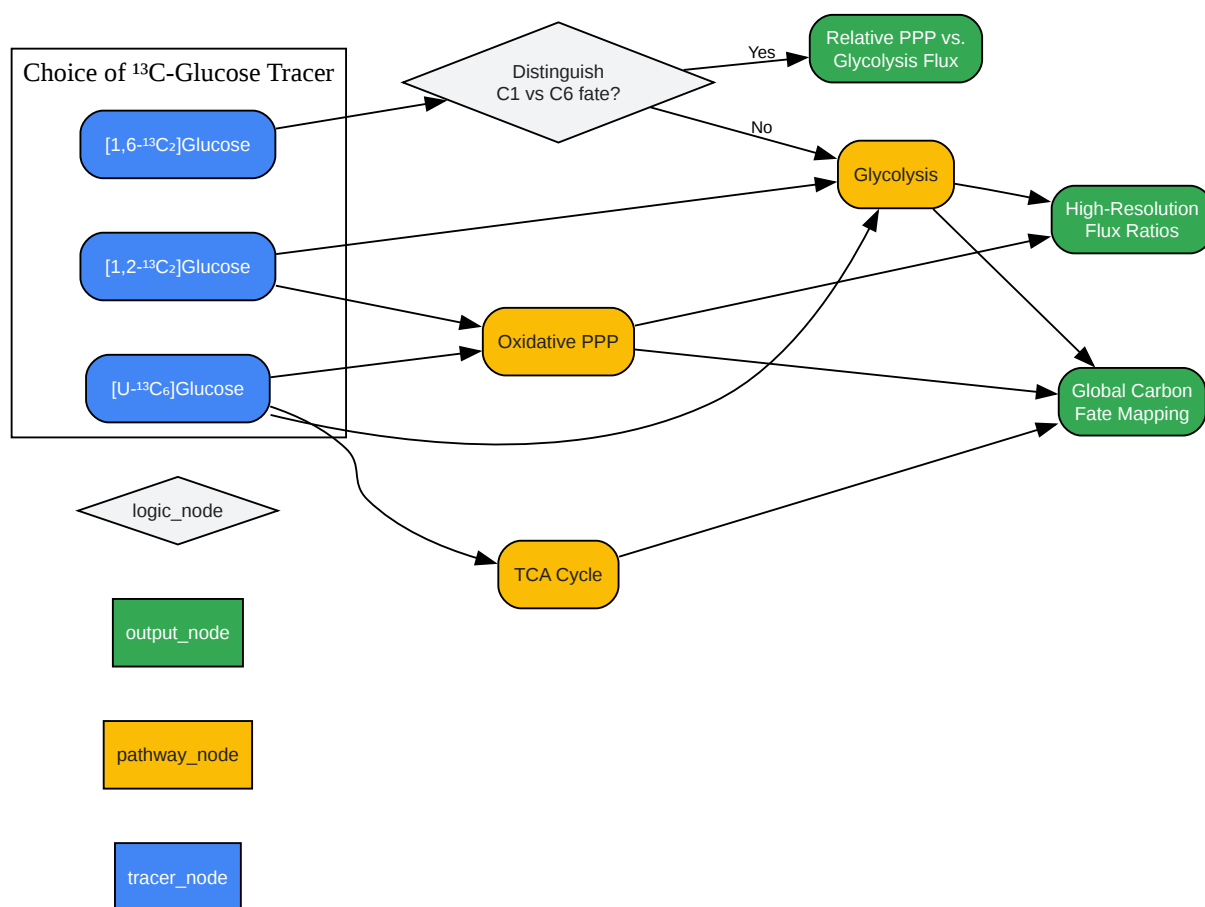 Choice of ¹³C-Glucose Tracer
[1,6-¹³C₂]Glucose
[1,2-¹³C₂]Glucose
[U-¹³C₆]Glucose
Distinguish
C1 vs C6 fate?
Yes
No
Relative PPP vs.
Glycolysis Flux
Glycolysis
High-Resolution
Flux Ratios
Oxidative PPP
Global Carbon
Fate Mapping
TCA Cycle
logic_node
output_node
pathway_node
tracer_node